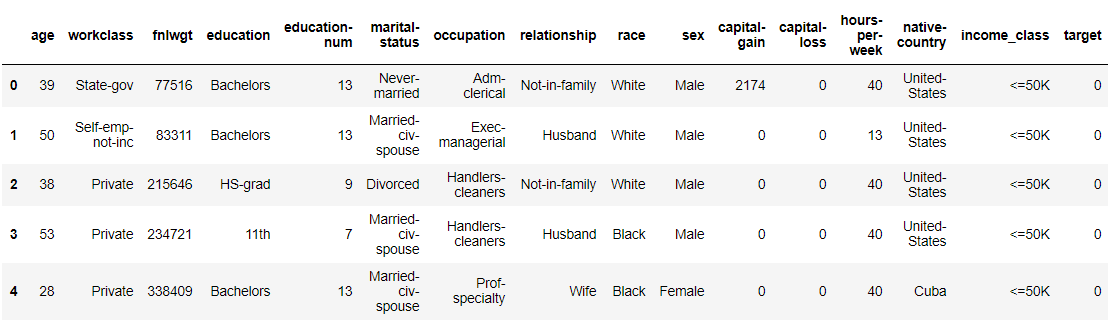 age workclass fnlwgt education education-num marital-status occupation relationship race sex capital-gain capital-loss hours-per-week native-country income_class target
0 39 State-gov 77516 Bachelors 13 Never-married Adm-clerical Not-in-family White Male 2174 0 40 United-States <=50K 0
1 50 Self-emp-not-inc 83311 Bachelors 13 Married-civ-spouse Exec-managerial Husband White Male 0 0 13 United-States <=50K 0
2 38 Private 215646 HS-grad 9 Divorced Handlers-cleaners Not-in-family White Male 0 0 40 United-States <=50K 0
3 53 Private 234721 11th 7 Married-civ-spouse Handlers-cleaners Husband Black Male 0 0 40 United-States <=50K 0
4 28 Private 338409 Bachelors 13 Married-civ-spouse Prof-specialty Wife Black Female 0 0 40 Cuba <=50K 0